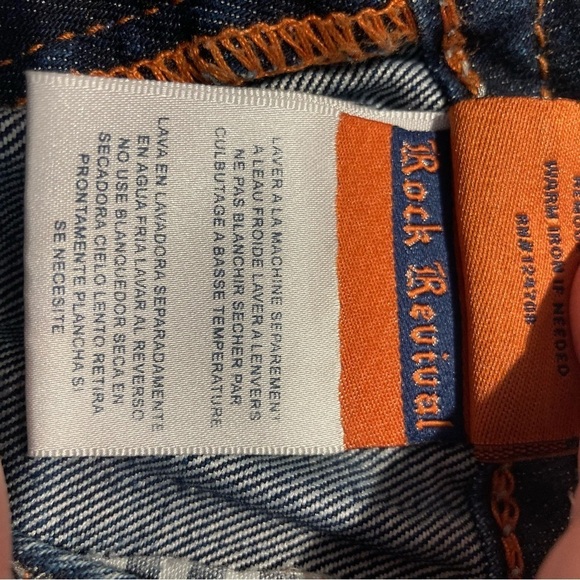 LAVER A LA MACHINE SEPAREMENT
A LEAU FROIDE LAVER A LENVERS
NE PAS BLANCHIR SECHER PAR
CULBUTAGE A BASSE TEMPERATURE
LAVA EN LAVADORA SEPARADAMENTE
EN AGUA FRIA LAVAR AL REVERSO
NO USE BLANQUEDOR SECA EN
SECADORA CIELO LENTO RETIRA
PRONTAMENTE PLANCHA SI
SE NECESITE
Rock Revival
WARM IRON IF NEEDED
RN#124708